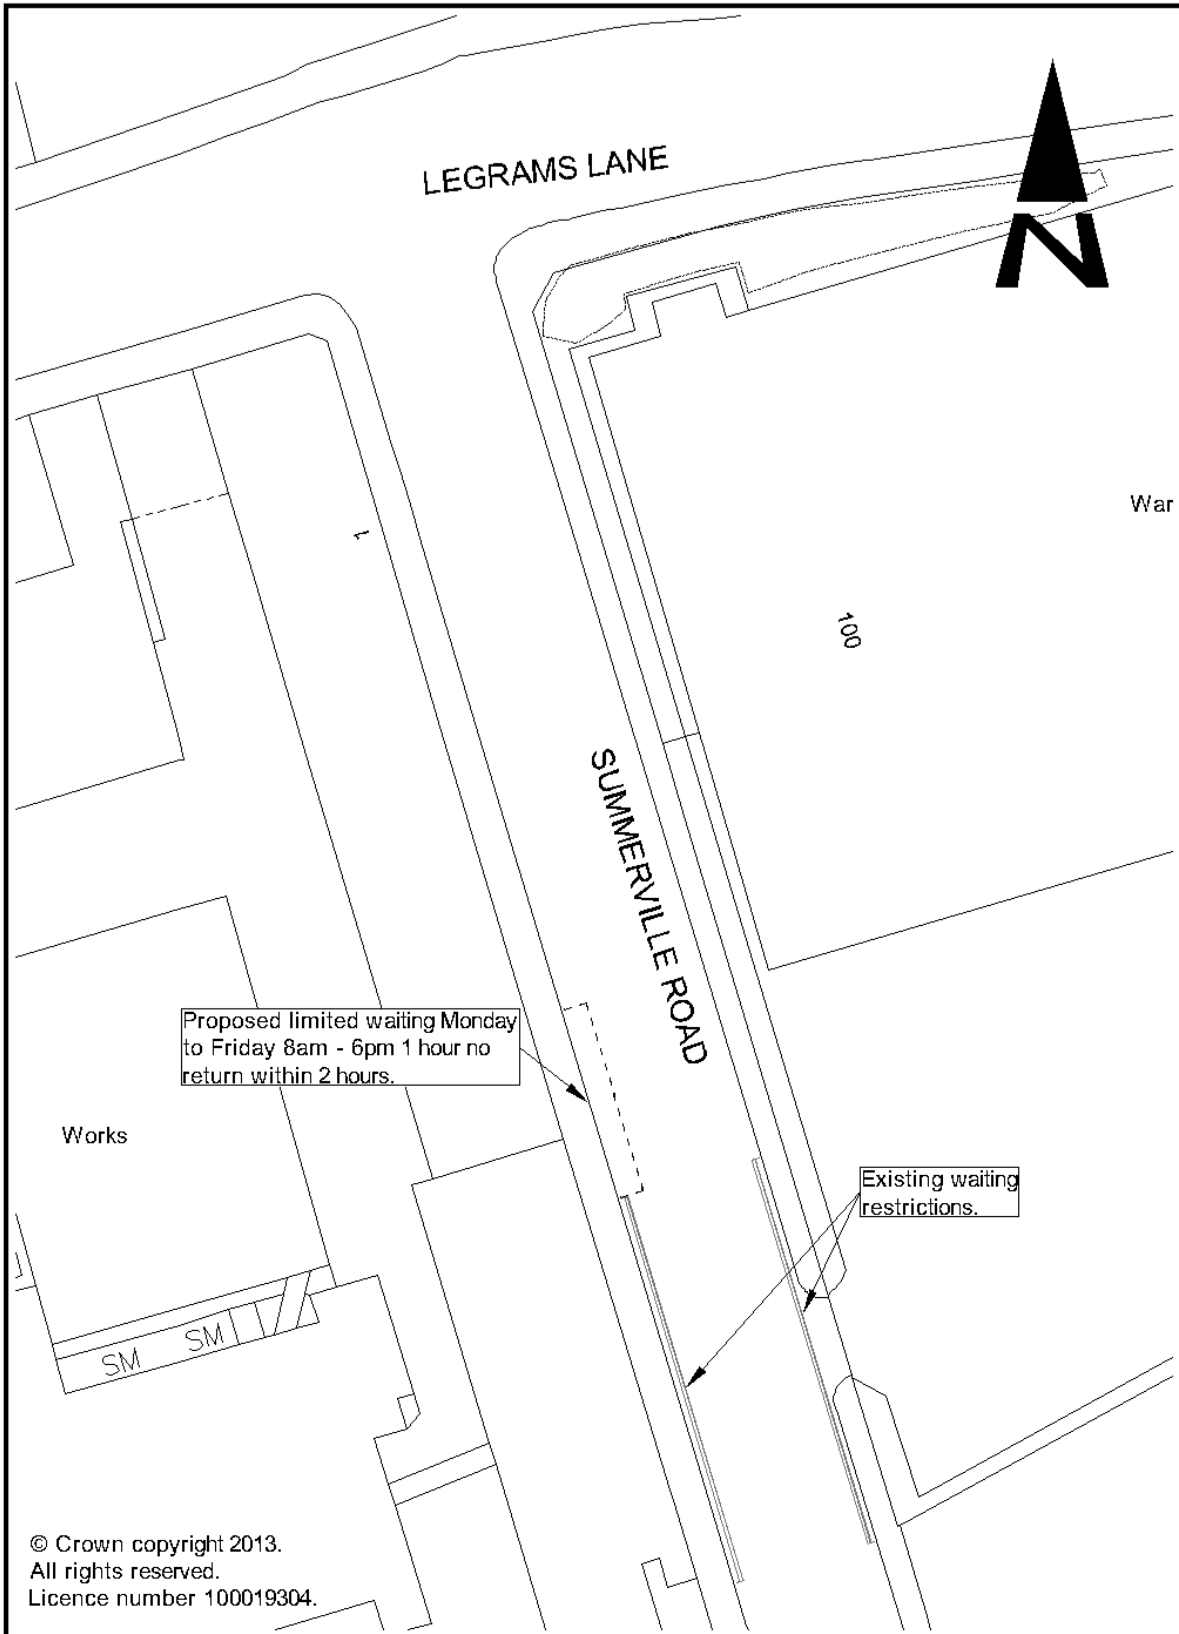 LEGRAMS LANE
N
War
1
100
SUMMERVILLE ROAD
Proposed limited waiting Monday
to Friday 8am - 6pm 1 hour no
return within 2 hours.
Works
Existing waiting
restrictions.
SM
SM
© Crown copyright 2013.
All rights reserved.
Licence number 100019304.